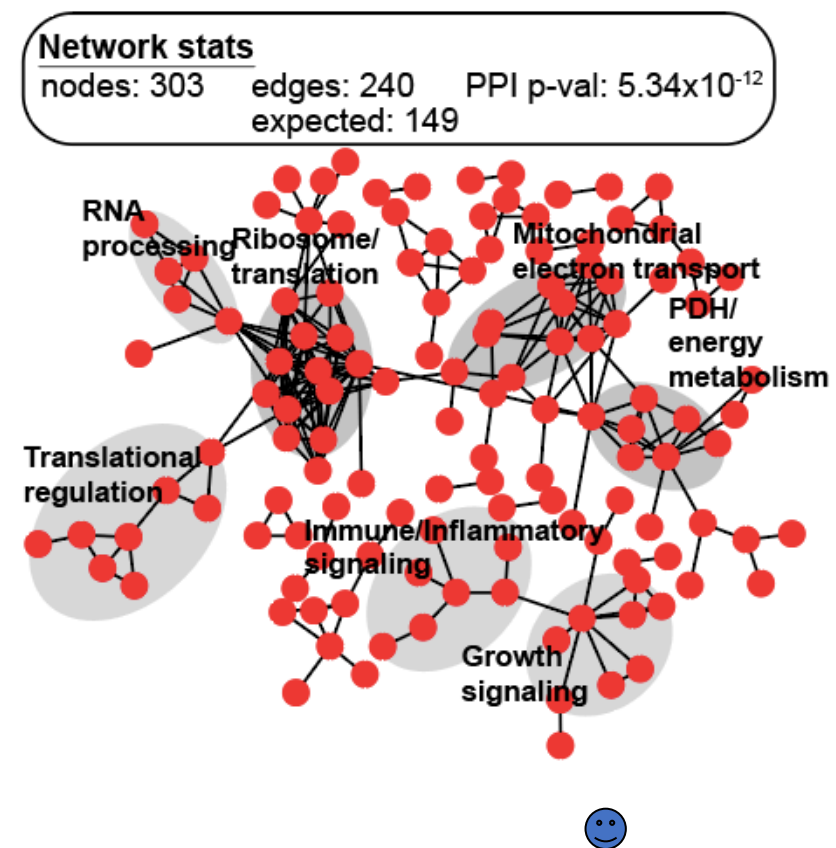 Network stats
nodes: 303 edges: 240 PPI p-val: 5.34x10⁻¹²
expected: 149
RNA
processing
Ribosome/
translation
Mitochondrial
electron transport
PDH/
energy
metabolism
Translational
regulation
Immune/Inflammatory
signaling
Growth
signaling